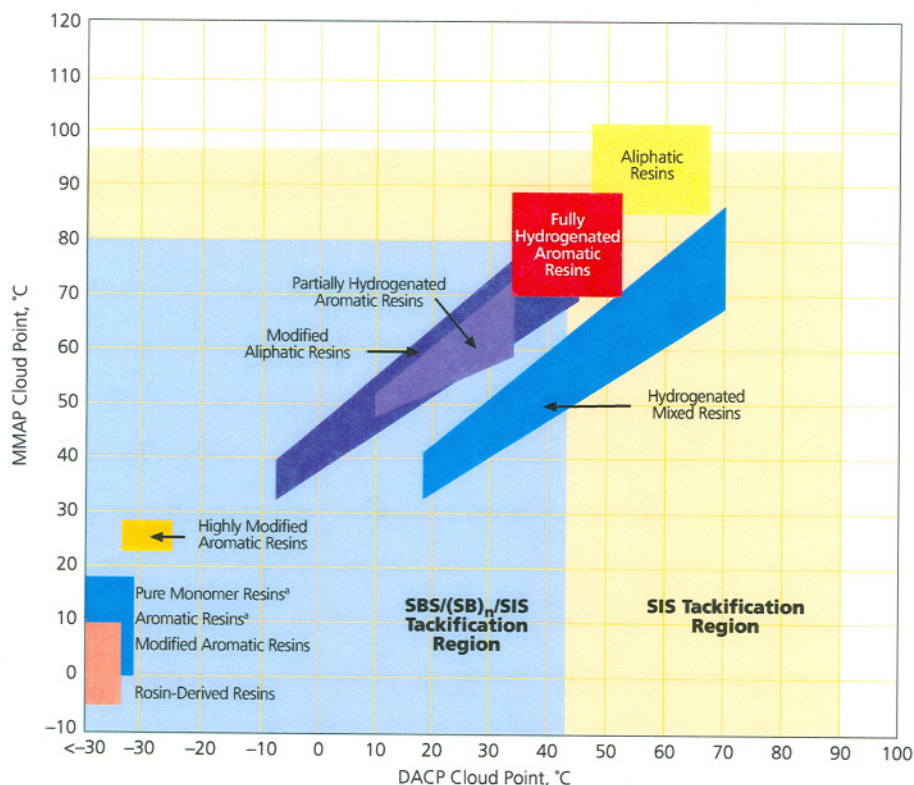 120
110
100
90
80
70
60
50
40
30
20
10
0
–10
MMAP Cloud Point, ˚C
Aliphatic
Resins
Fully
Hydrogenated
Aromatic
Resins
Partially Hydrogenated
Aromatic Resins
Modified
Aliphatic Resins
Hydrogenated
Mixed Resins
Highly Modified
Aromatic Resins
Pure Monomer Resinsª
Aromatic Resinsª
Modified Aromatic Resins
Rosin-Derived Resins
SBS/(SB)n/SIS
Tackification
Region
SIS Tackification
Region
<–30 –30 –20 –10 0 10 20 30 40 50 60 70 80 90 100
DACP Cloud Point, ˚C